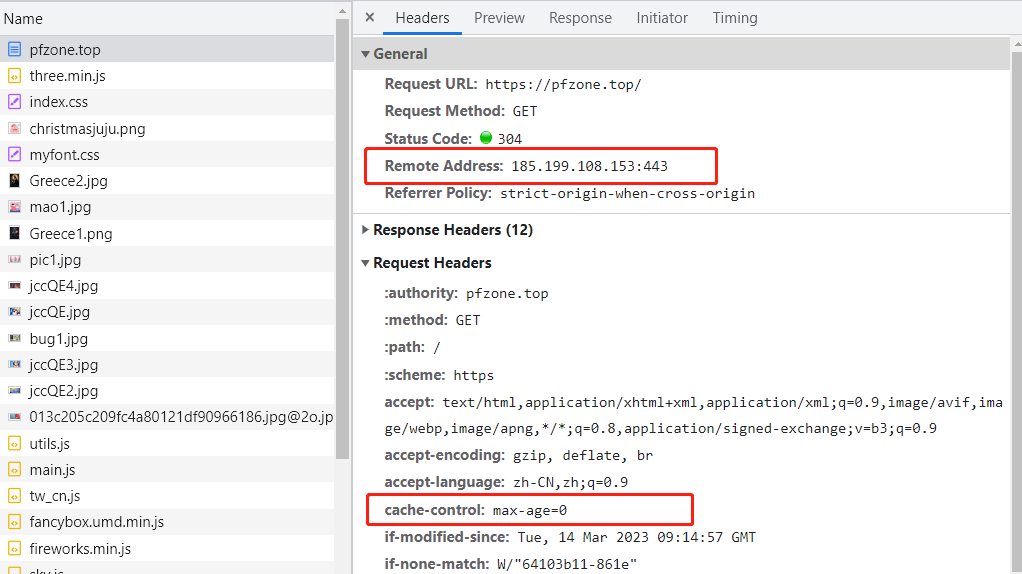 Name
pfzone.top
three.min.js
index.css
christmasjuju.png
myfont.css
Greece2.jpg
mao1.jpg
Greece1.png
pic1.jpg
jccQE4.jpg
jccQE.jpg
bug1.jpg
jccQE3.jpg
jccQE2.jpg
013c205c209fc4a80121df90966186.jpg@2o.jp
utils.js
main.js
tw_cn.js
fancybox.umd.min.js
fireworks.min.js
sky.js
× Headers Preview Response Initiator Timing
General
Request URL: https://pfzone.top/
Request Method: GET
Status Code: 304
Remote Address: 185.199.108.153:443
Referrer Policy: strict-origin-when-cross-origin
Response Headers (12)
Request Headers
:authority: pfzone.top
:method: GET
:path: /
:scheme: https
accept: text/html,application/xhtml+xml,application/xml;q=0.9,image/avif,ima
ge/webp,image/apng,*/*;q=0.8,application/signed-exchange;v=b3;q=0.9
accept-encoding: gzip, deflate, br
accept-language: zh-CN,zh;q=0.9
cache-control: max-age=0
if-modified-since: Tue, 14 Mar 2023 09:14:57 GMT
if-none-match: W/"64103b11-861e"